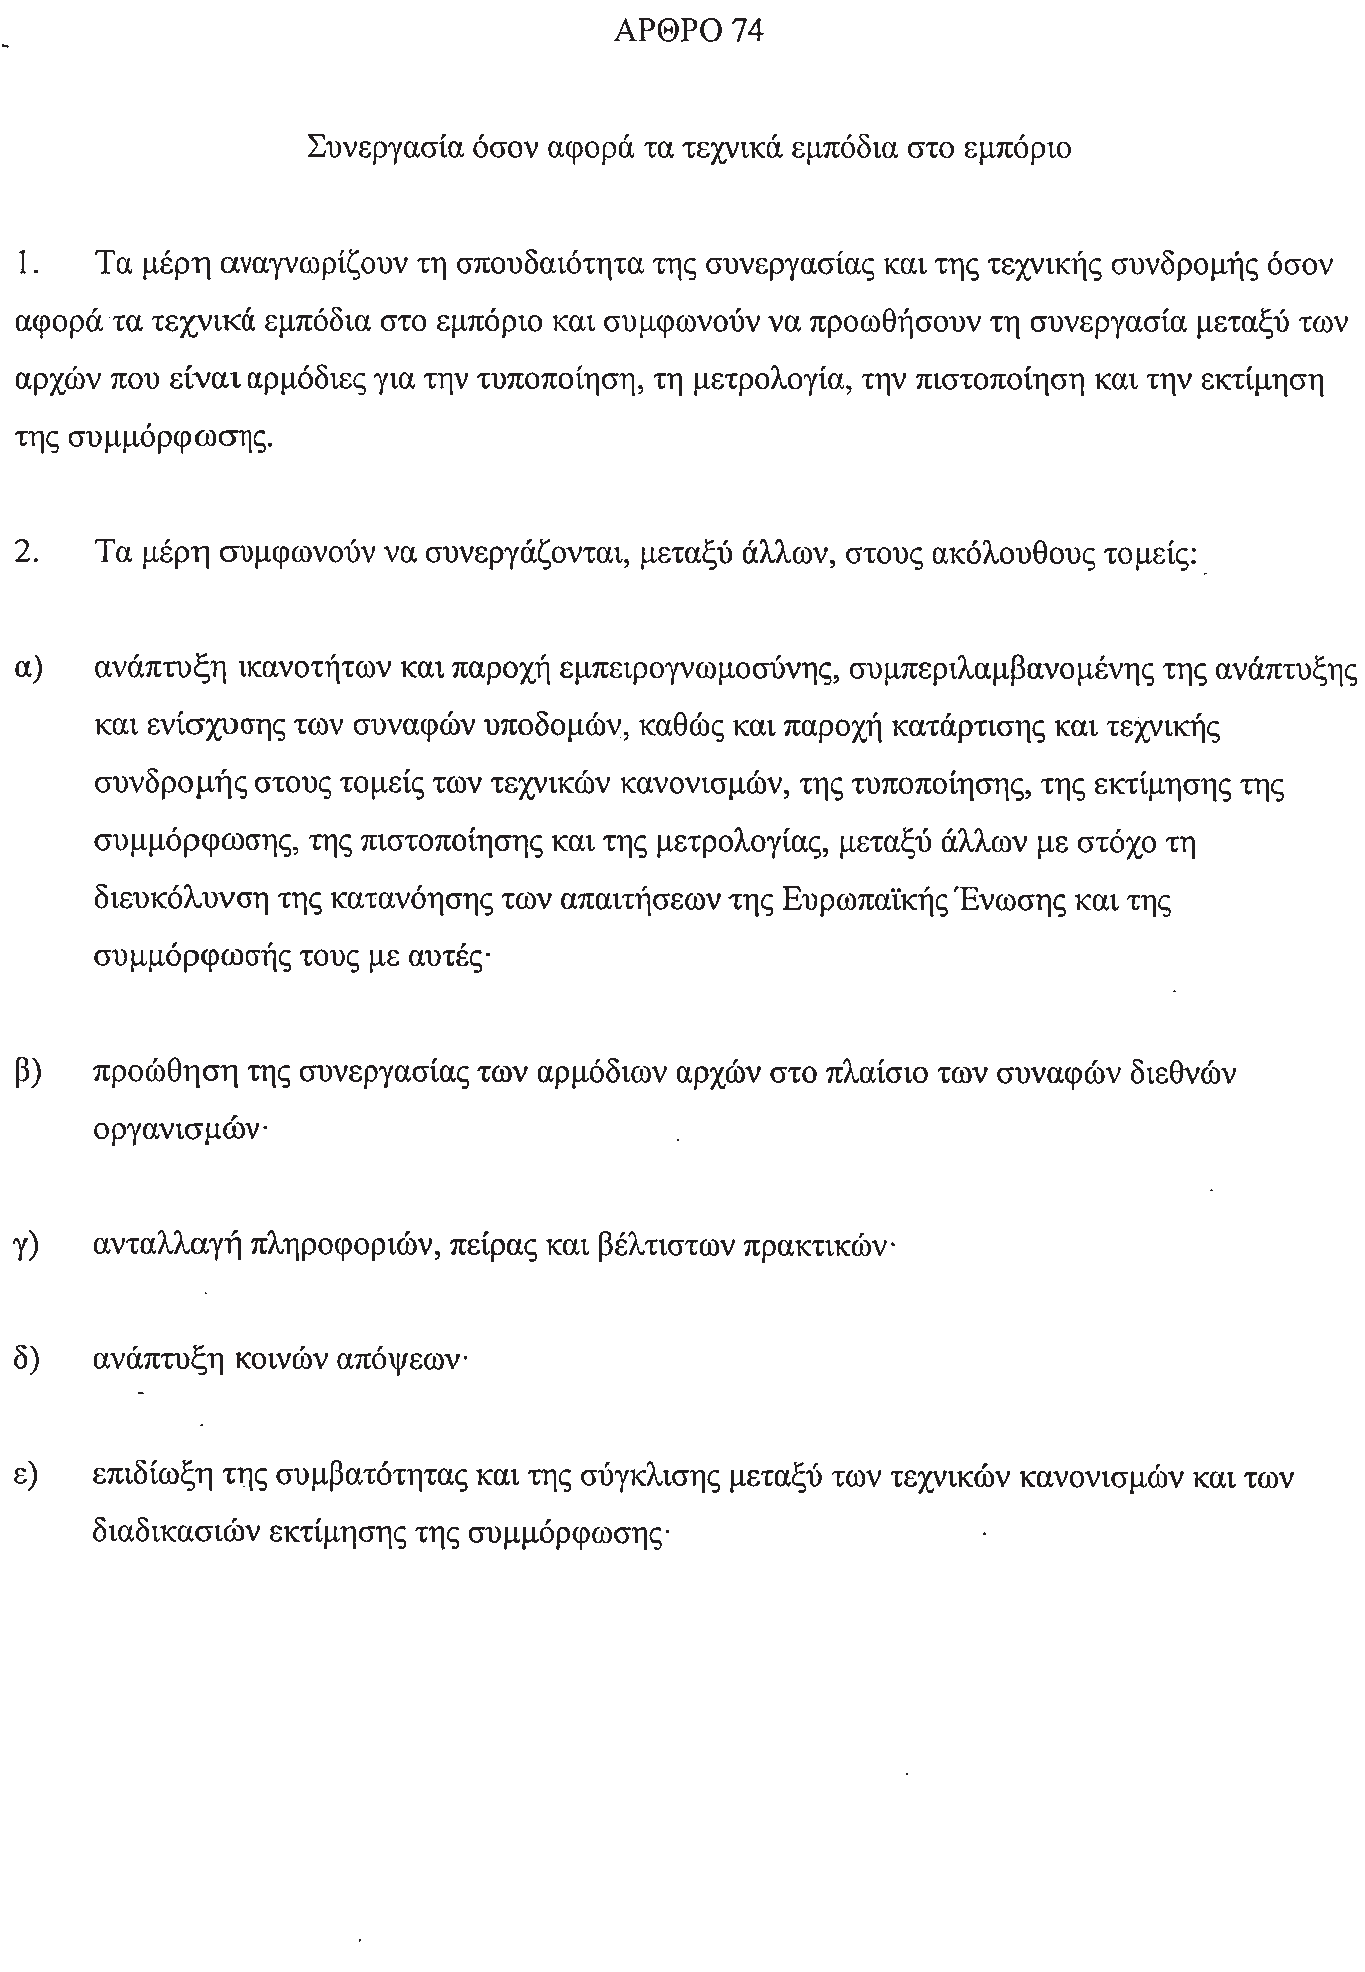 ΑΡΘΡΟ 74
Συνεργασία όσον αφορά τα τεχνικά εμπόδια στο εμπόριο
1. Τα μέρη αναγνωρίζουν τη σπουδαιότητα της συνεργασίας και της τεχνικής συνδρομής όσον
αφορά τα τεχνικά εμπόδια στο εμπόριο και συμφωνούν να προωθήσουν τη συνεργασία μεταξύ των
αρχών που είναι αρμόδιες για την τυποποίηση, τη μετρολογία, την πιστοποίηση και την εκτίμηση
της συμμόρφωσης.
2. Τα μέρη συμφωνούν να συνεργάζονται, μεταξύ άλλων, στους ακόλουθους τομείς:
α) ανάπτυξη ικανοτήτων και παροχή εμπειρογνωμοσύνης, συμπεριλαμβανομένης της ανάπτυξης
και ενίσχυσης των συναφών υποδομών, καθώς και παροχή κατάρτισης και τεχνικής
συνδρομής στους τομείς των τεχνικών κανονισμών, της τυποποίησης, της εκτίμησης της
συμμόρφωσης, της πιστοποίησης και της μετρολογίας, μεταξύ άλλων με στόχο τη
διευκόλυνση της κατανόησης των απαιτήσεων της Ευρωπαϊκής Ένωσης και της
συμμόρφωσής τους με αυτές·
β) προώθηση της συνεργασίας των αρμόδιων αρχών στο πλαίσιο των συναφών διεθνών
οργανισμών·
γ) ανταλλαγή πληροφοριών, πείρας και βέλτιστων πρακτικών·
δ) ανάπτυξη κοινών απόψεων·
ε) επιδίωξη της συμβατότητας και της σύγκλισης μεταξύ των τεχνικών κανονισμών και των
διαδικασιών εκτίμησης της συμμόρφωσης·